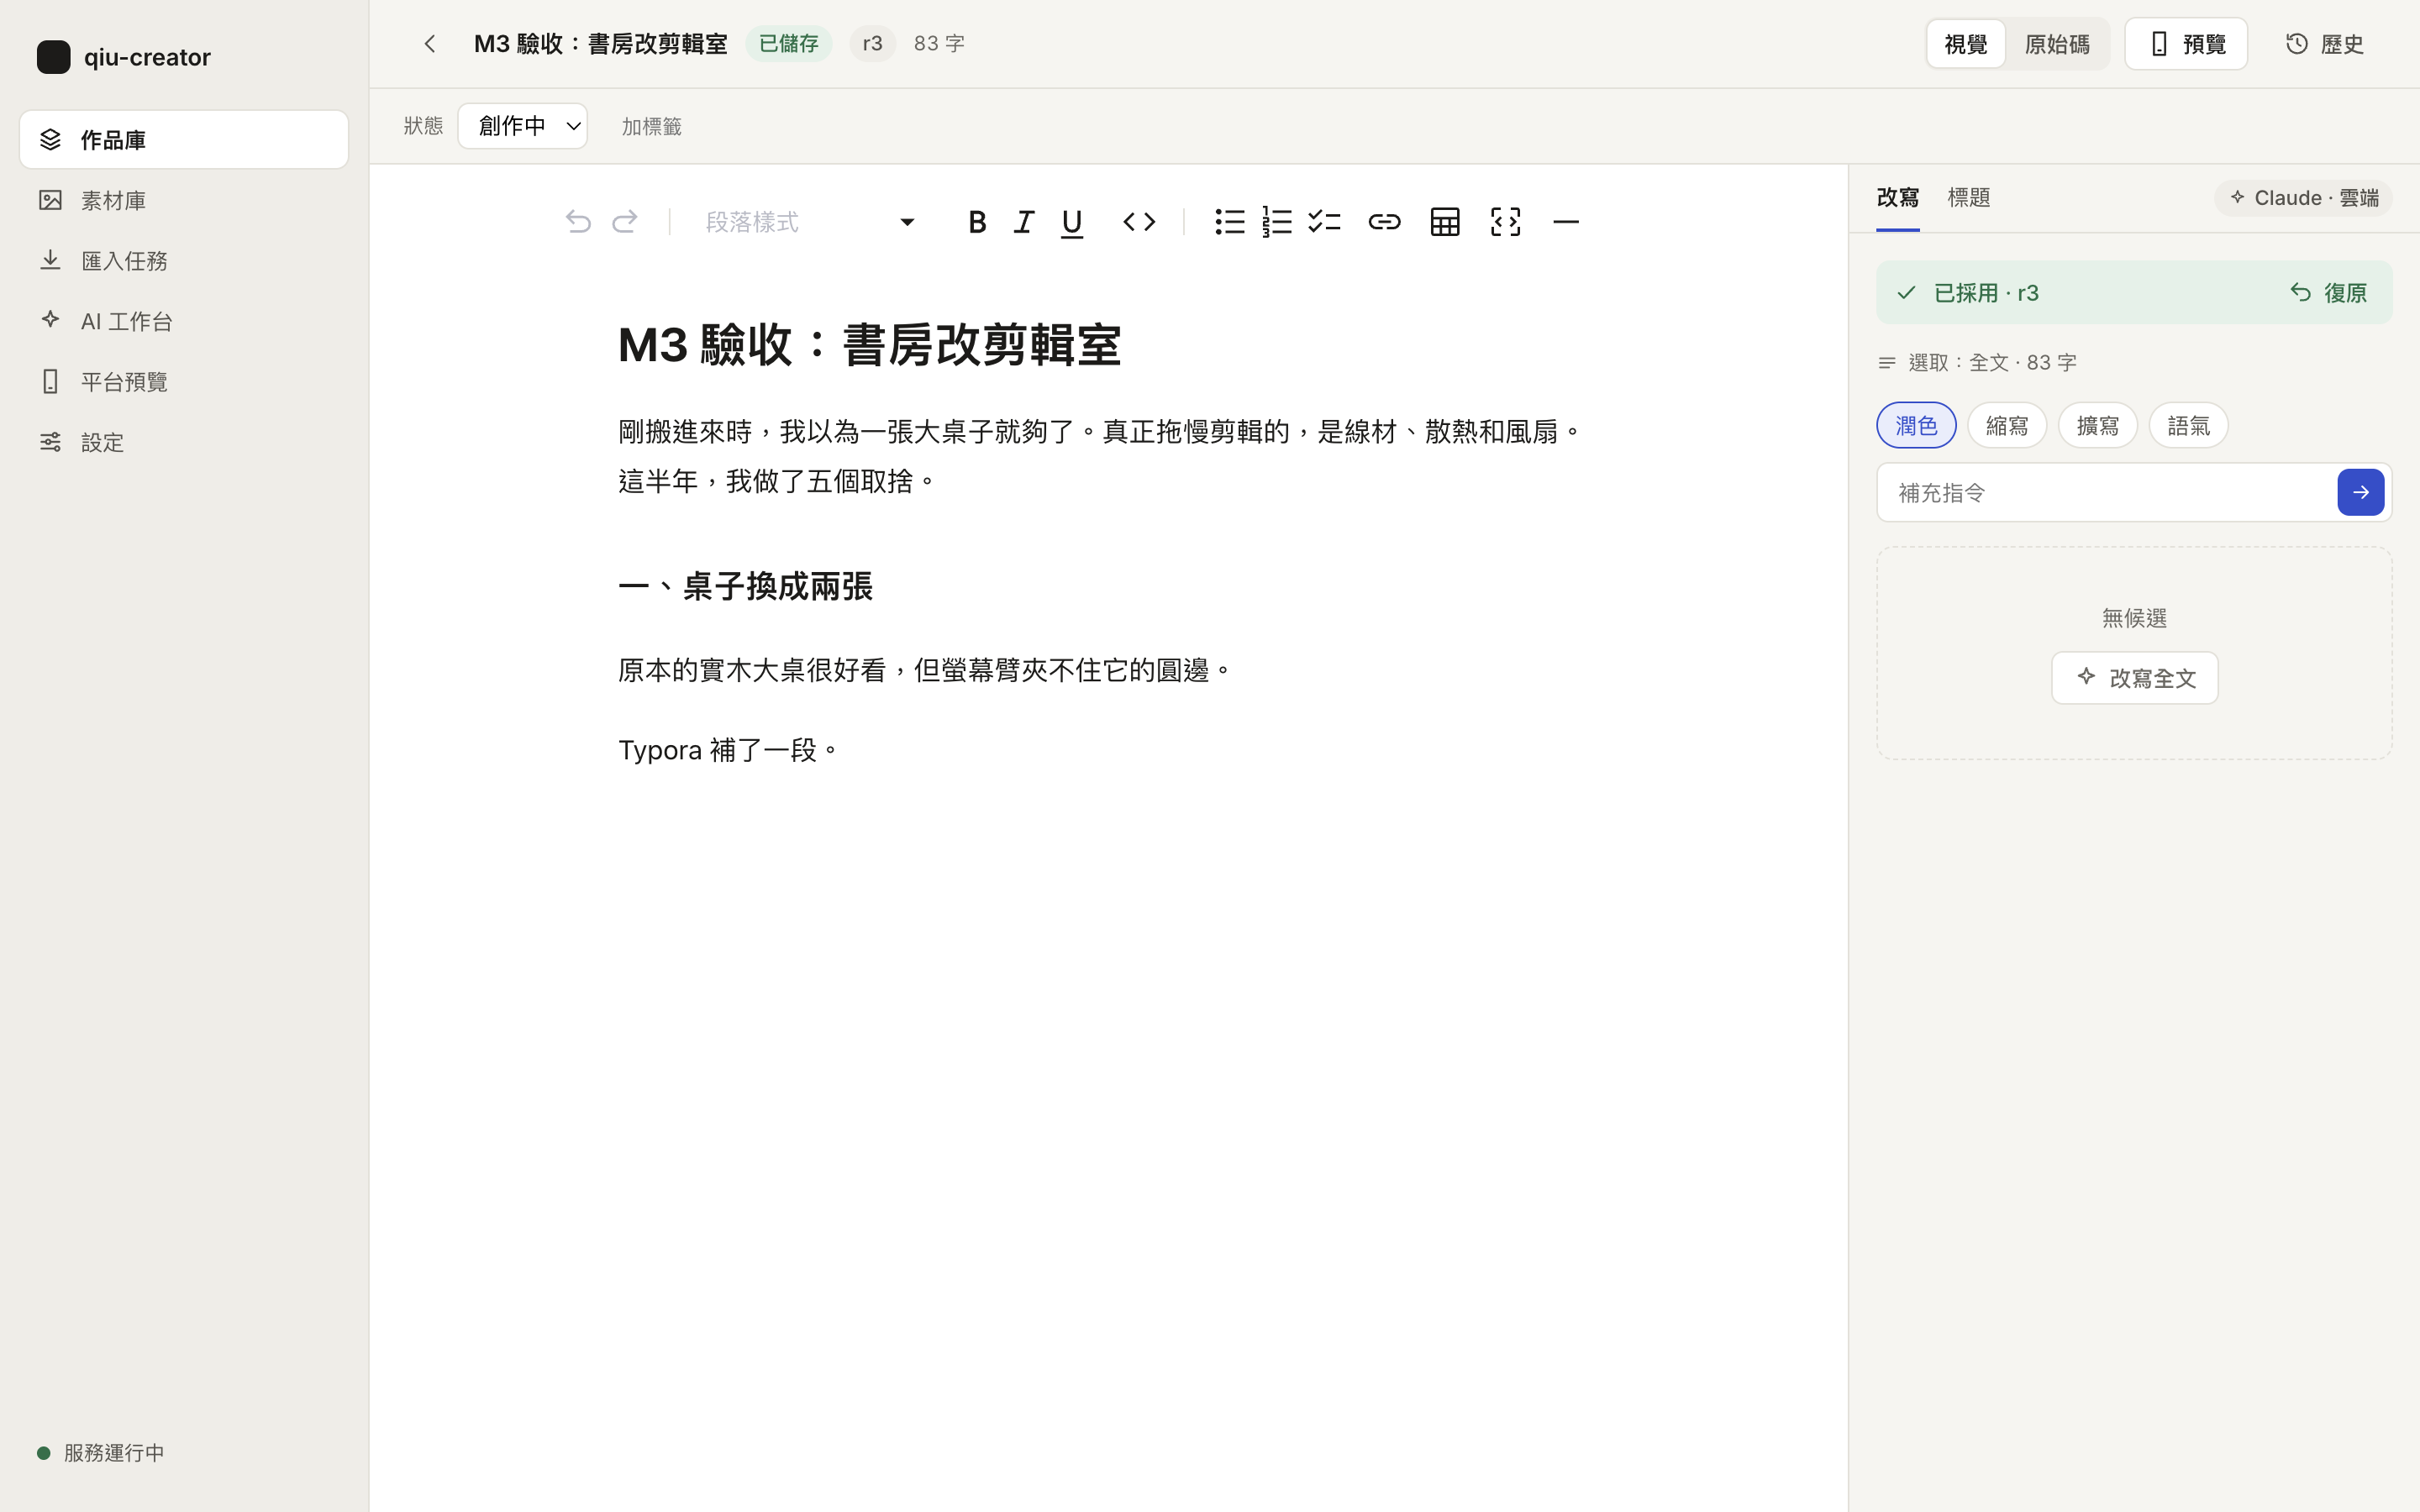 qiu-creator
作品庫
素材庫
匯入任務
AI 工作台
平台預覽
設定
服務運行中
M3 驗收：書房改剪輯室
已儲存
r3
83 字
視覺
原始碼
預覽
歷史
狀態
創作中
加標籤
段落樣式
M3 驗收：書房改剪輯室
剛搬進來時，我以為一張大桌子就夠了。真正拖慢剪輯的，是線材、散熱和風扇。
這半年，我做了五個取捨。
一、桌子換成兩張
原本的實木大桌很好看，但螢幕臂夾不住它的圓邊。
Typora 補了一段。
改寫
標題
Claude · 雲端
已採用 · r3
復原
選取：全文 · 83 字
潤色
縮寫
擴寫
語氣
補充指令
無候選
改寫全文